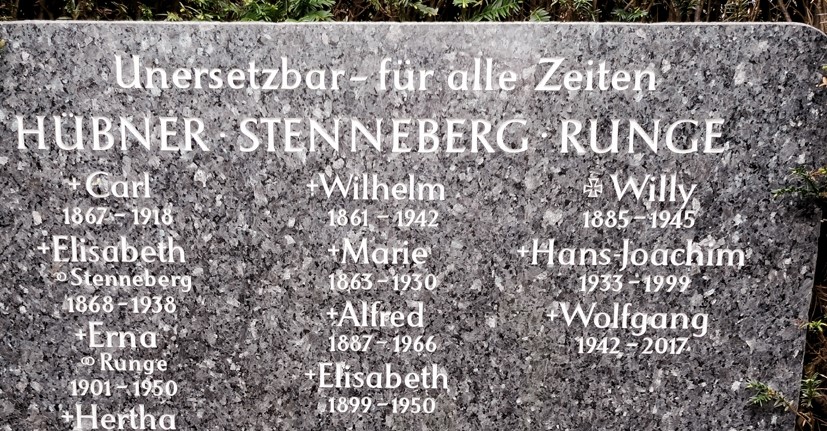 Unersetzbar – für alle Zeiten
HÜBNER · STENNEBERG · RUNGE
+Carl
1867 – 1918
+Elisabeth
⚭ Stenneberg
1868 – 1938
+Erna
⚭ Runge
1901 – 1950
+Hertha
+Wilhelm
1861 – 1942
+Marie
1863 – 1930
+Alfred
1887 – 1966
+Elisabeth
1899 – 1950
✠ Willy
1885 – 1945
+Hans-Joachim
1933 – 1999
+Wolfgang
1942 – 2017